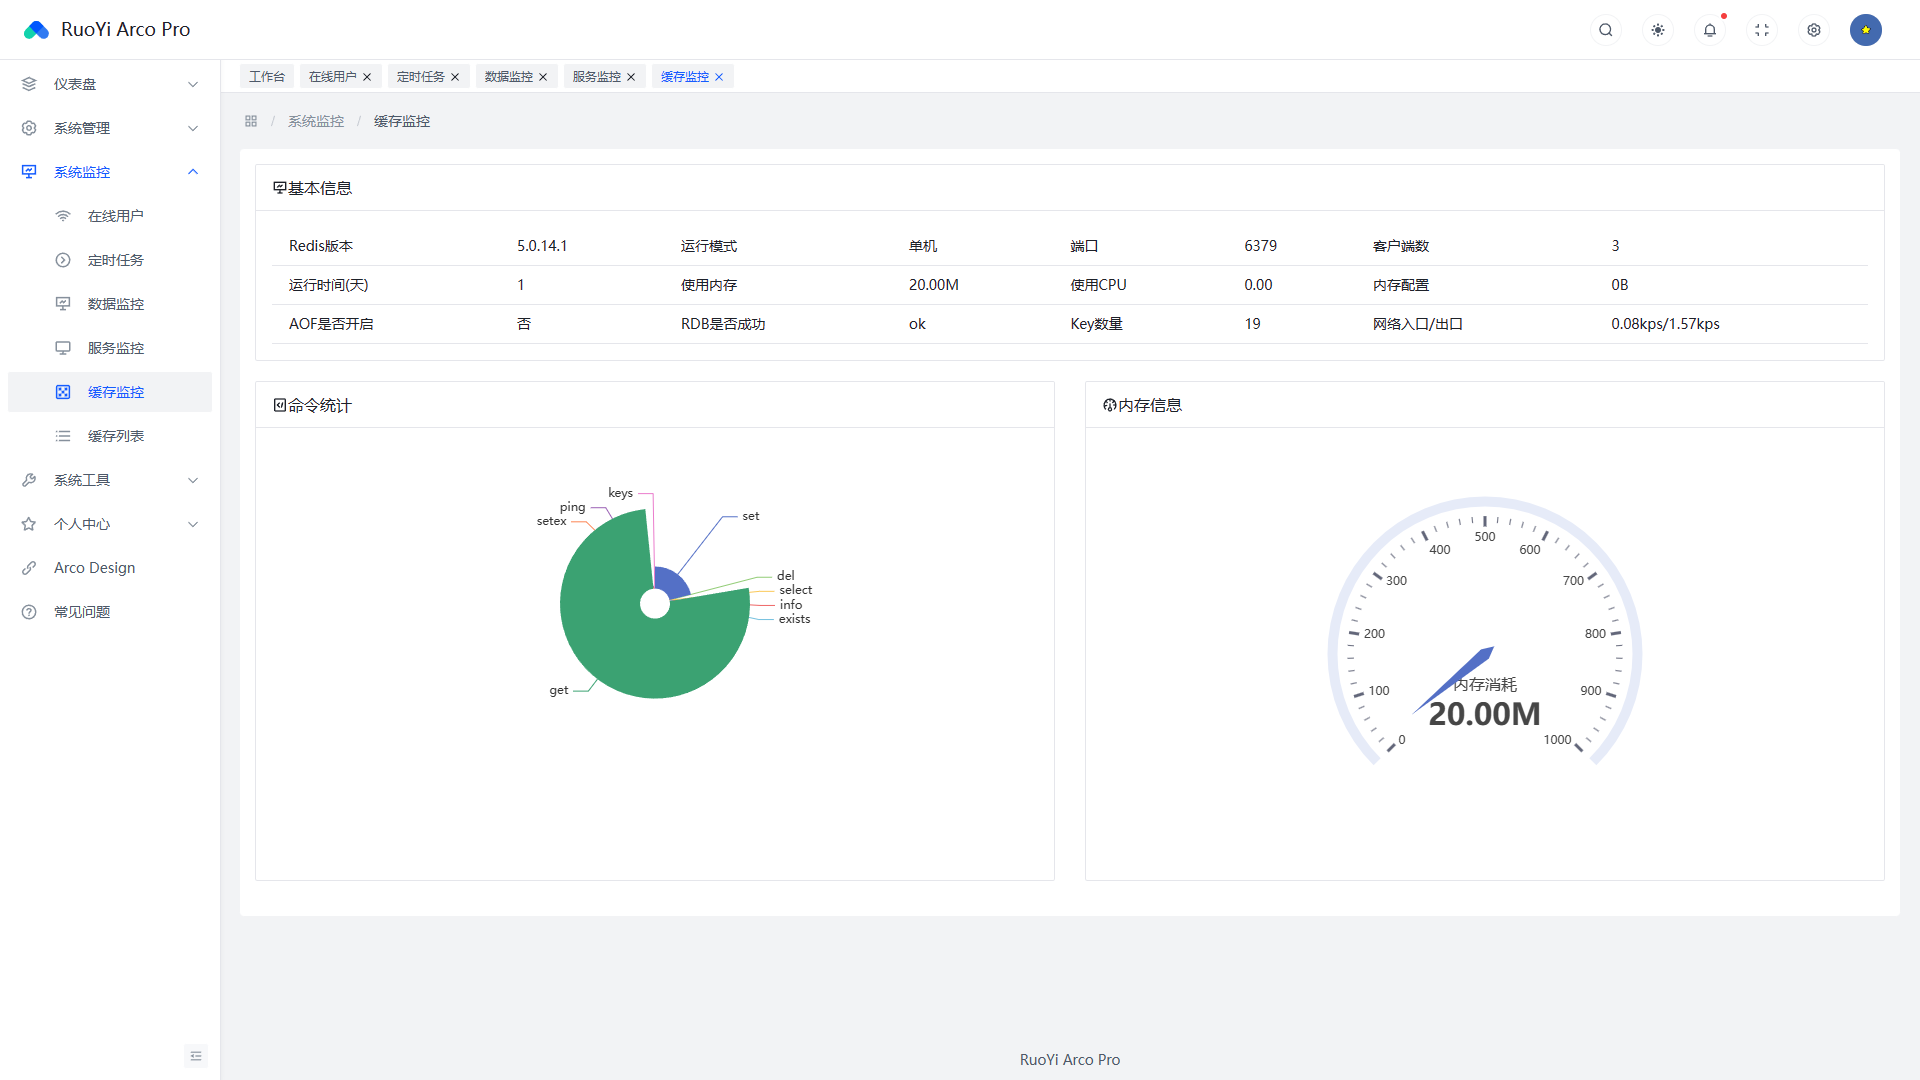 RuoYi Arco Pro
工作台 在线用户 定时任务 数据监控 服务监控 缓存监控
仪表盘
系统管理
系统监控
在线用户
定时任务
数据监控
服务监控
缓存监控
缓存列表
系统工具
个人中心
Arco Design
常见问题
/ 系统监控 / 缓存监控
基本信息
Redis版本 5.0.14.1 运行模式 单机 端口 6379 客户端数 3
运行时间(天) 1 使用内存 20.00M 使用CPU 0.00 内存配置 0B
AOF是否开启 否 RDB是否成功 ok Key数量 19 网络入口/出口 0.08kps/1.57kps
命令统计
keys
ping
setex
set
del
select
info
exists
get
内存信息
0
100
200
300
400
500
600
700
800
900
1000
内存消耗
20.00M
RuoYi Arco Pro